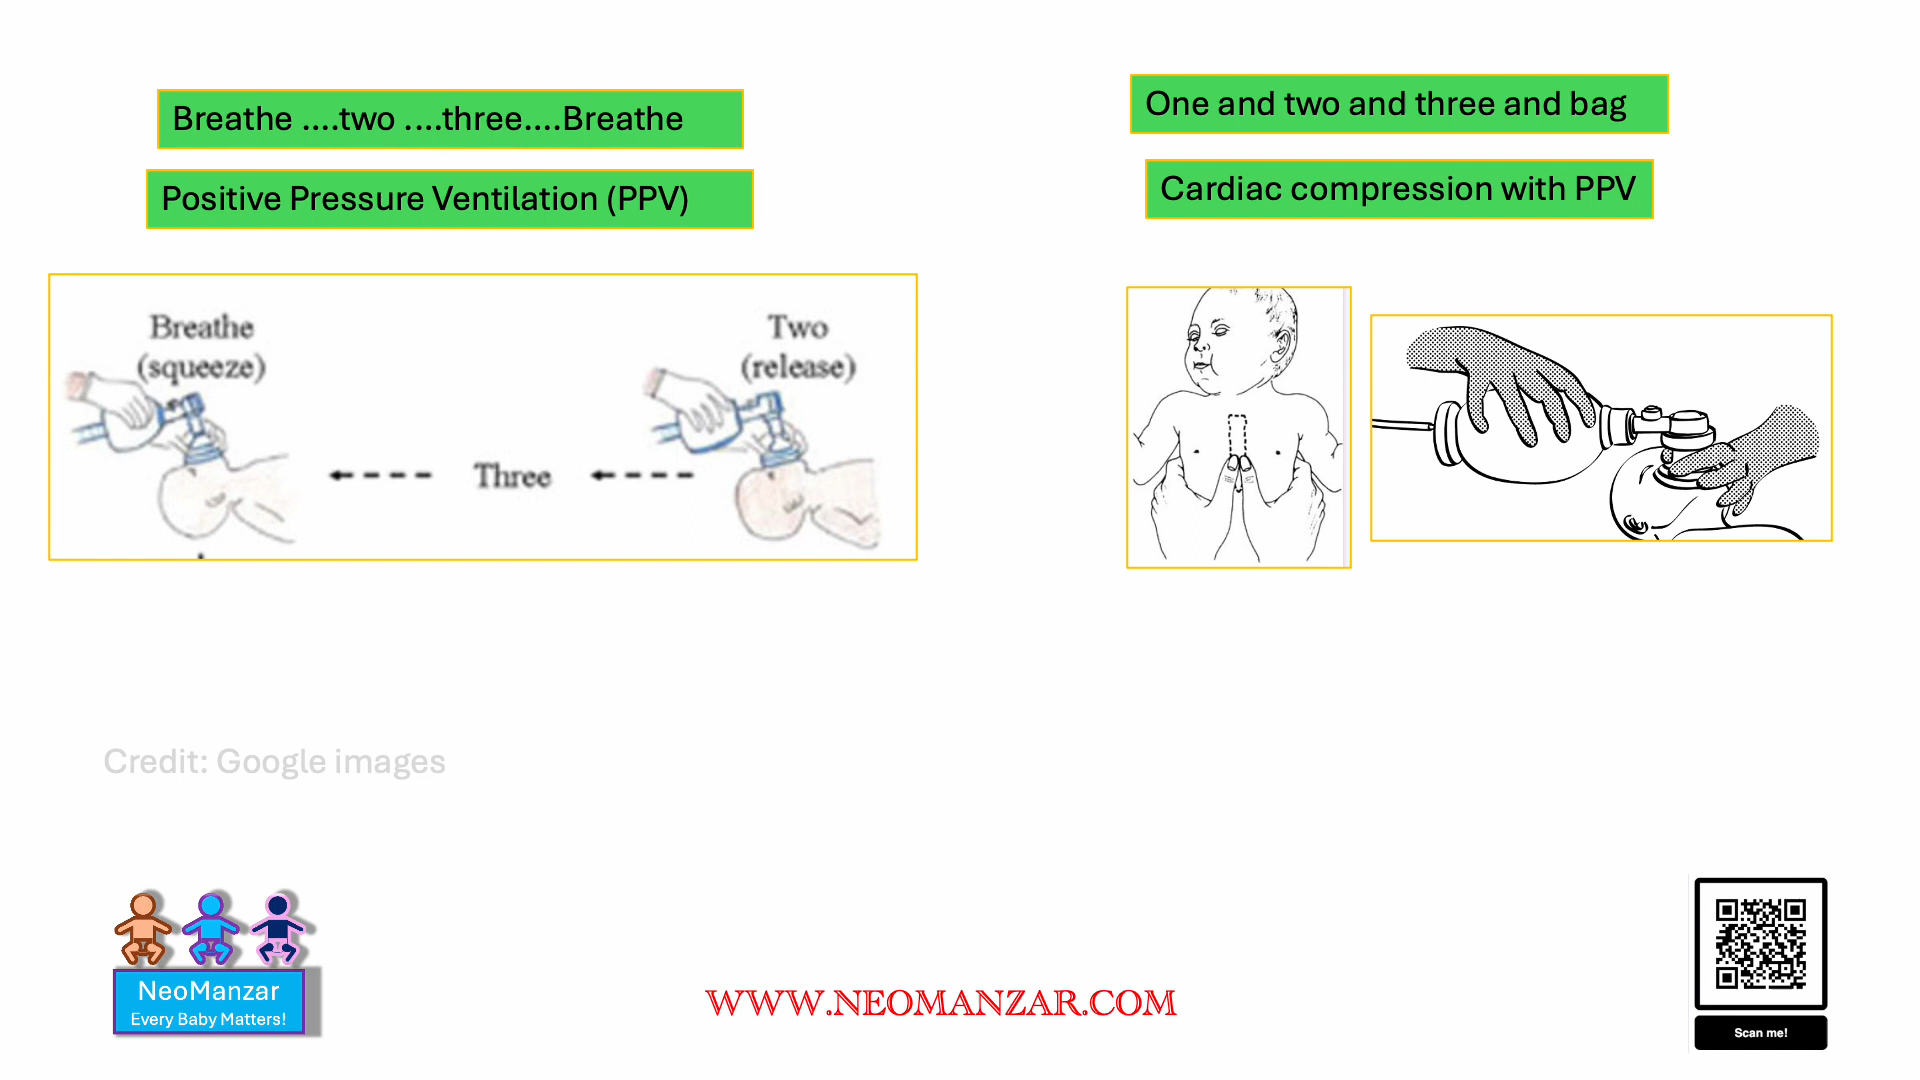 Breathe ....two ....three....Breathe
Positive Pressure Ventilation (PPV)
Breathe
(squeeze)
Three
Two
(release)
One and two and three and bag
Cardiac compression with PPV
Credit: Google images
NeoManzar
Every Baby Matters!
WWW.NEOMANZAR.COM
Scan me!